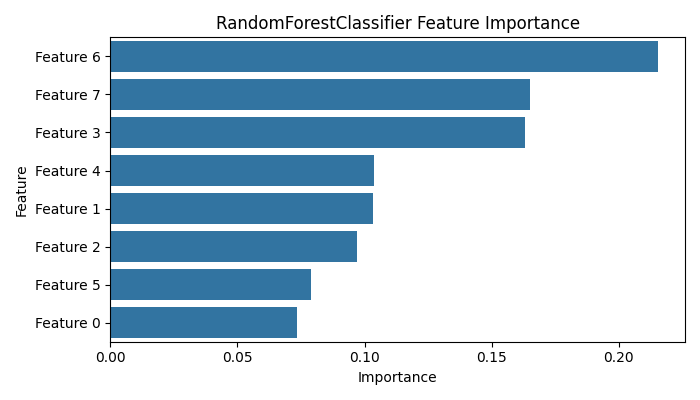 RandomForestClassifier Feature Importance
Feature 6
Feature 7
Feature 3
Feature 4
Feature 1
Feature 2
Feature 5
Feature 0
Feature
0.00 0.05 0.10 0.15 0.20
Importance